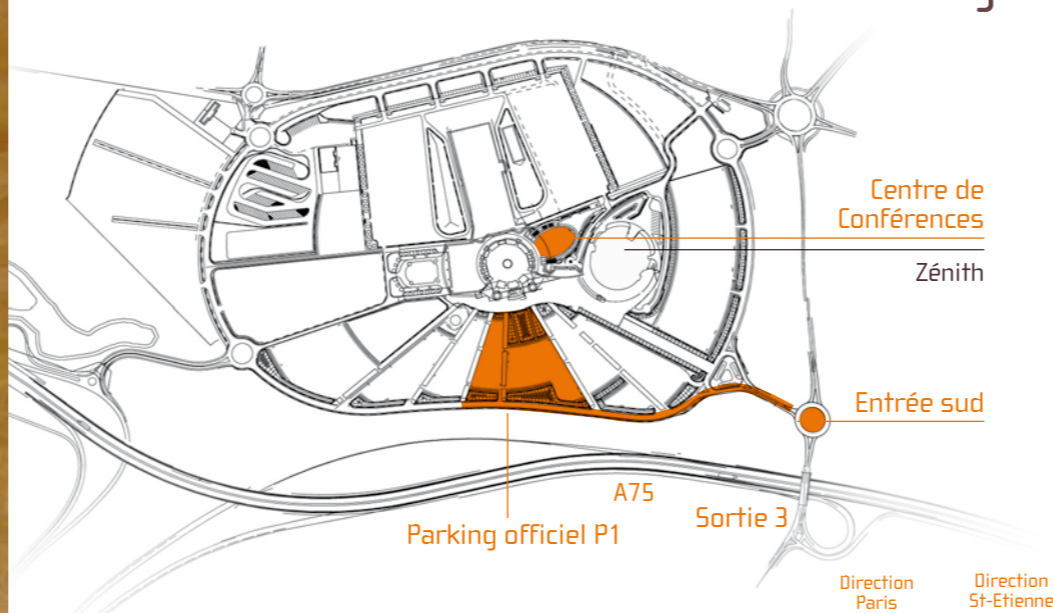 Centre de
Conférences
Zénith
Entrée sud
A75
Sortie 3
Parking officiel P1
Direction
Paris
Direction
St-Etienne